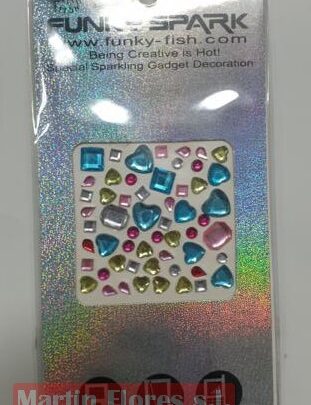 FUNKY SPARK
www.funky-fish.com
Being Creative is Hot!
Special Sparkling Gadget Decoration
Martin Flores s.l